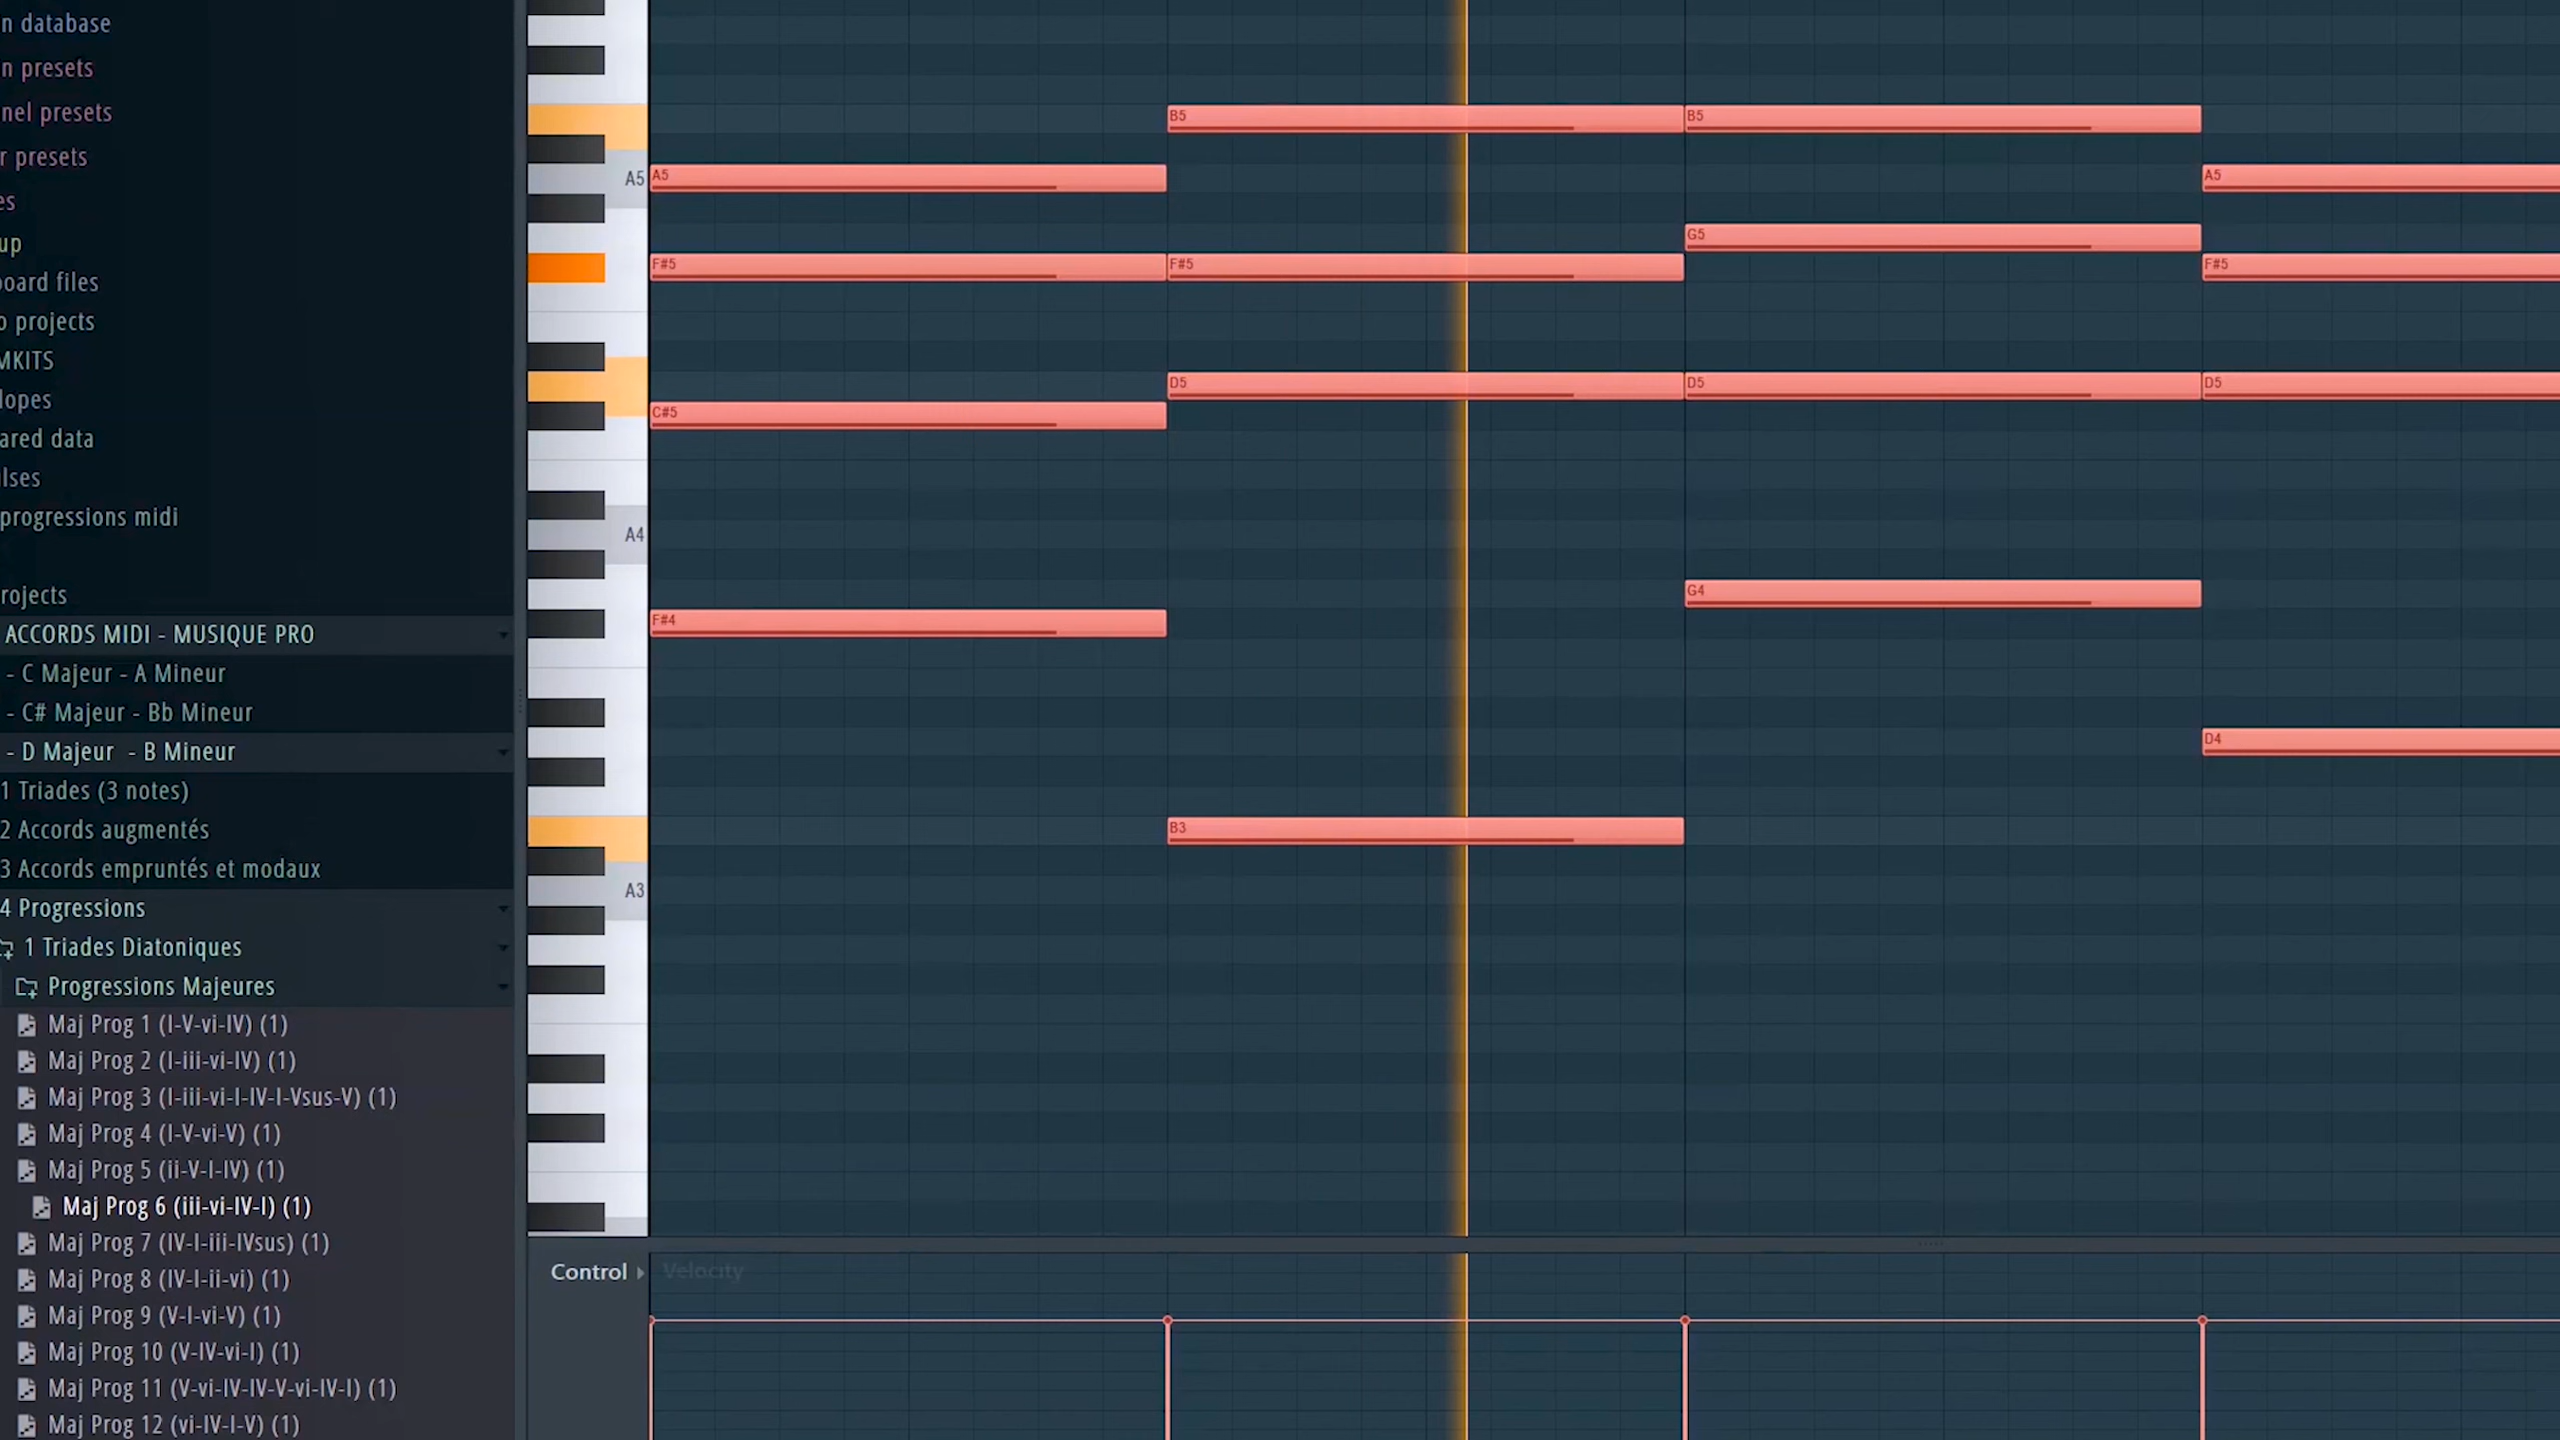 n database
n presets
nel presets
r presets
es
up
oard files
o projects
MKITS
lopes
ared data
lses
progressions midi
rojects
ACCORDS MIDI - MUSIQUE PRO
- C Majeur - A Mineur
- C# Majeur - Bb Mineur
- D Majeur - B Mineur
1 Triades (3 notes)
2 Accords augmentés
3 Accords empruntés et modaux
4 Progressions
1 Triades Diatoniques
Progressions Majeures
Maj Prog 1 (I-V-vi-IV) (1)
Maj Prog 2 (I-iii-vi-IV) (1)
Maj Prog 3 (I-iii-vi-I-IV-I-Vsus-V) (1)
Maj Prog 4 (I-V-vi-V) (1)
Maj Prog 5 (ii-V-I-IV) (1)
Maj Prog 6 (iii-vi-IV-I) (1)
Maj Prog 7 (IV-I-iii-IVsus) (1)
Maj Prog 8 (IV-I-ii-vi) (1)
Maj Prog 9 (V-I-vi-V) (1)
Maj Prog 10 (V-IV-vi-I) (1)
Maj Prog 11 (V-vi-IV-IV-V-vi-IV-I) (1)
Maj Prog 12 (vi-IV-I-V) (1)
B5 B5
A5 A5 A5
G5
F#5 F#5 F#5
D5 D5 D5
C#5
A4
G4
F#4
D4
B3
A3
Control Velocity